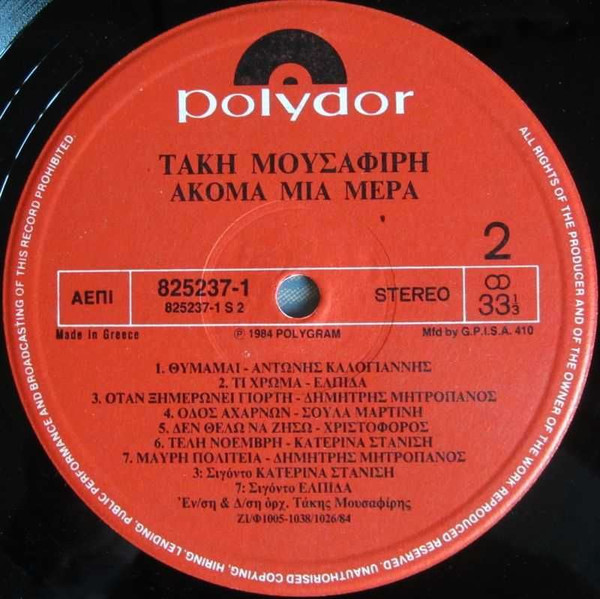 polydor
ΤΑΚΗ ΜΟΥΣΑΦΙΡΗ
ΑΚΟΜΑ ΜΙΑ ΜΕΡΑ
2
ΑΕΠΙ
825237-1
825237-1 S 2
STEREO
33 1/3
Made in Greece
℗ 1984 POLYGRAM
Mfd by G.P.I.S.A. 410
1. ΘΥΜΑΜΑΙ - ΑΝΤΩΝΗΣ ΚΑΛΟΓΙΑΝΝΗΣ
2. ΤΙ ΧΡΩΜΑ - ΕΛΠΙΔΑ
3. ΟΤΑΝ ΞΗΜΕΡΩΝΕΙ ΓΙΟΡΤΗ - ΔΗΜΗΤΡΗΣ ΜΗΤΡΟΠΑΝΟΣ
4. ΟΔΟΣ ΑΧΑΡΝΩΝ - ΣΟΥΛΑ ΜΑΡΤΙΝΗ
5. ΔΕΝ ΘΕΛΩ ΝΑ ΖΗΣΩ - ΧΡΙΣΤΟΦΟΡΟΣ
6. ΤΕΛΗ ΝΟΕΜΒΡΗ - ΚΑΤΕΡΙΝΑ ΣΤΑΝΙΣΗ
7. ΜΑΥΡΗ ΠΟΛΙΤΕΙΑ - ΔΗΜΗΤΡΗΣ ΜΗΤΡΟΠΑΝΟΣ
3: Σιγόντο ΚΑΤΕΡΙΝΑ ΣΤΑΝΙΣΗ
7: Σιγόντο ΕΛΠΙΔΑ
Ἐν/ση & Δ/ση ὀρχ. Τάκης Μουσαφίρης
ΖΙ/Φ1005-1038/1026/84
ALL RIGHTS OF THE PRODUCER AND OF THE OWNER OF THE WORK REPRODUCED RESERVED. UNAUTHORISED COPYING, HIRING, LENDING, PUBLIC PERFORMANCE AND BROADCASTING OF THIS RECORD PROHIBITED.